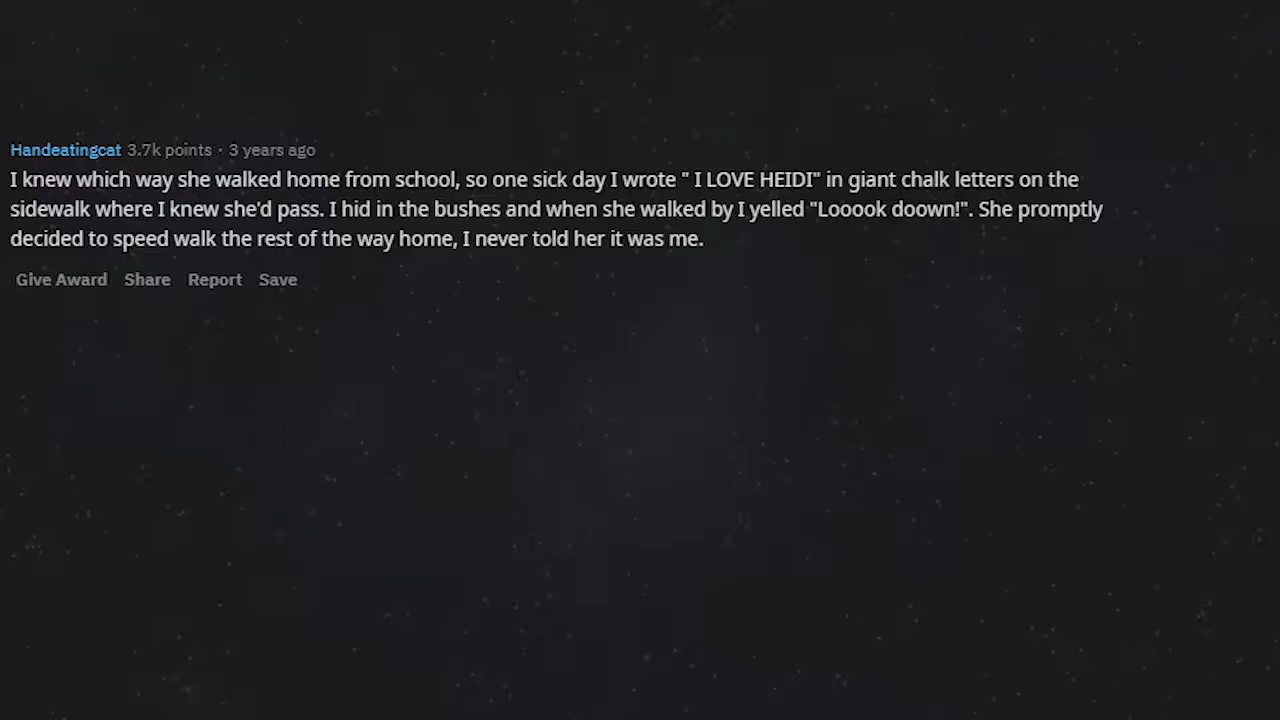 Handeatingcat 3.7k points · 3 years ago
I knew which way she walked home from school, so one sick day I wrote " I LOVE HEIDI" in giant chalk letters on the
sidewalk where I knew she'd pass. I hid in the bushes and when she walked by I yelled "Looook doown!". She promptly
decided to speed walk the rest of the way home, I never told her it was me.
Give Award Share Report Save